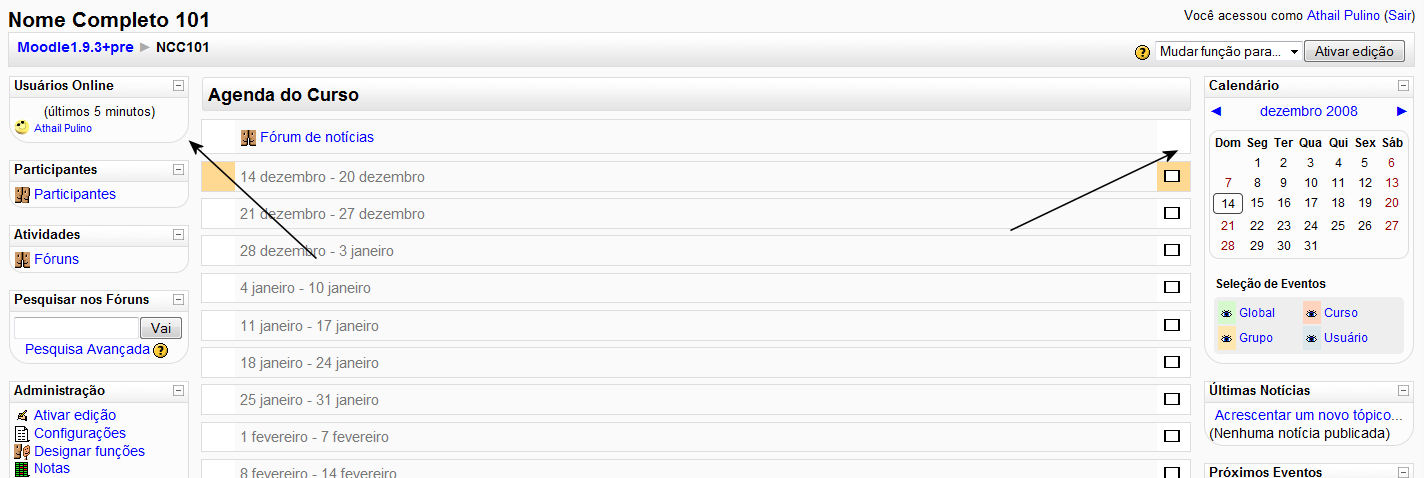 Nome Completo 101
Você acessou como Athail Pulino (Sair)
Moodle1.9.3+pre ► NCC101
Mudar função para...
Ativar edição
Usuários Online
(últimos 5 minutos)
Athail Pulino
Participantes
Participantes
Atividades
Fóruns
Pesquisar nos Fóruns
Vai
Pesquisa Avançada
Administração
Ativar edição
Configurações
Designar funções
Notas
Agenda do Curso
Fórum de notícias
14 dezembro - 20 dezembro
21 dezembro - 27 dezembro
28 dezembro - 3 janeiro
4 janeiro - 10 janeiro
11 janeiro - 17 janeiro
18 janeiro - 24 janeiro
25 janeiro - 31 janeiro
1 fevereiro - 7 fevereiro
8 fevereiro - 14 fevereiro
Calendário
◄ dezembro 2008 ►
Dom Seg Ter Qua Qui Sex Sáb
1 2 3 4 5 6
7 8 9 10 11 12 13
14 15 16 17 18 19 20
21 22 23 24 25 26 27
28 29 30 31
Seleção de Eventos
Global Curso
Grupo Usuário
Últimas Notícias
Acrescentar um novo tópico...
(Nenhuma notícia publicada)
Próximos Eventos